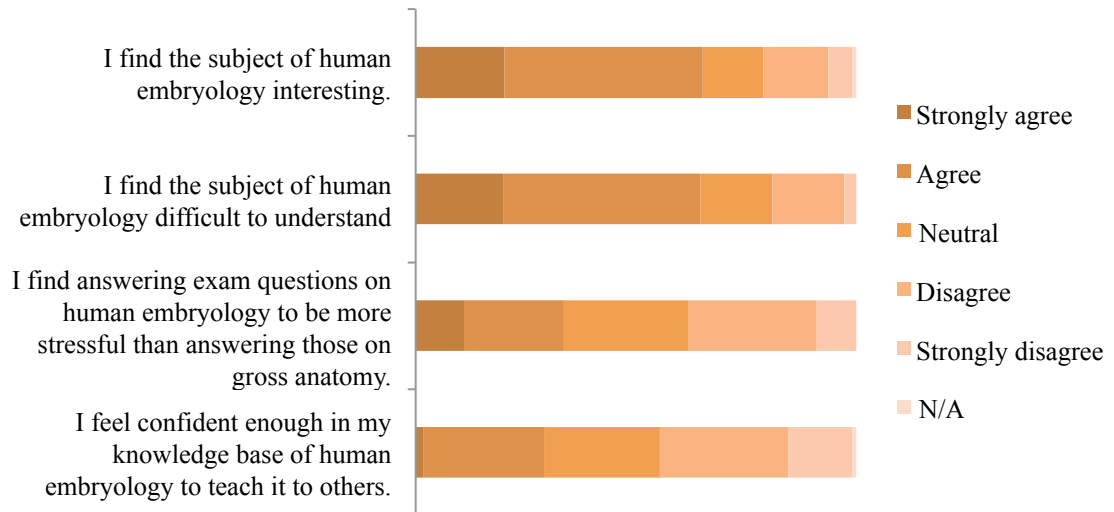 I find the subject of human
embryology interesting.
I find the subject of human
embryology difficult to understand
I find answering exam questions on
human embryology to be more
stressful than answering those on
gross anatomy.
I feel confident enough in my
knowledge base of human
embryology to teach it to others.
Strongly agree
Agree
Neutral
Disagree
Strongly disagree
N/A